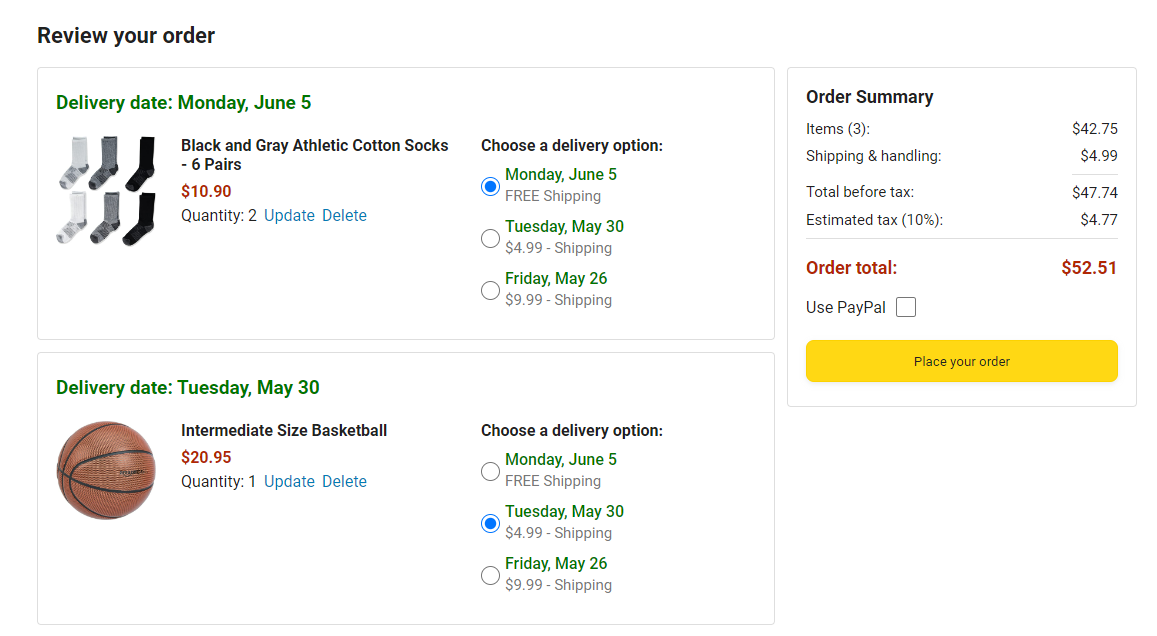 Review your order
Delivery date: Monday, June 5
Black and Gray Athletic Cotton Socks
- 6 Pairs
$10.90
Quantity: 2 Update Delete
Choose a delivery option:
Monday, June 5
FREE Shipping
Tuesday, May 30
$4.99 - Shipping
Friday, May 26
$9.99 - Shipping
Delivery date: Tuesday, May 30
Intermediate Size Basketball
$20.95
Quantity: 1 Update Delete
Choose a delivery option:
Monday, June 5
FREE Shipping
Tuesday, May 30
$4.99 - Shipping
Friday, May 26
$9.99 - Shipping
Order Summary
Items (3): $42.75
Shipping & handling: $4.99
Total before tax: $47.74
Estimated tax (10%): $4.77
Order total: $52.51
Use PayPal
Place your order